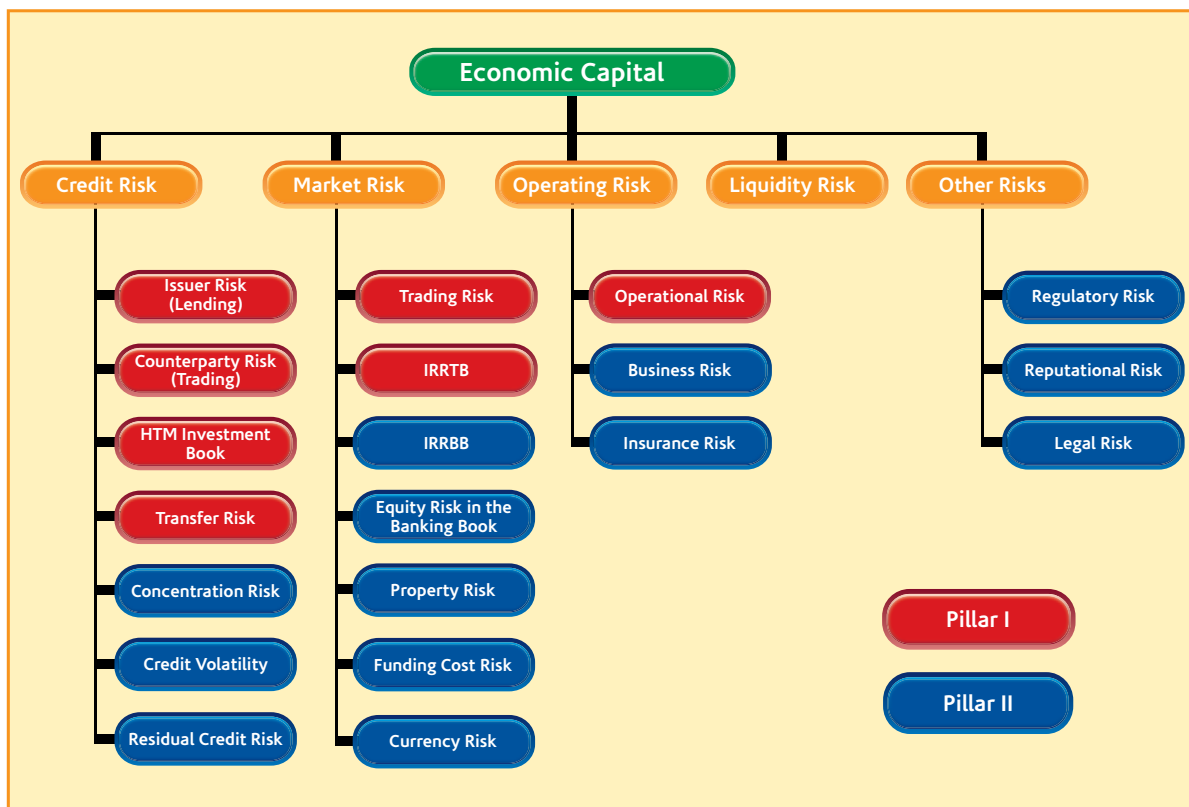 Economic Capital
Credit Risk
Market Risk
Operating Risk
Liquidity Risk
Other Risks
Issuer Risk
(Lending)
Counterparty Risk
(Trading)
HTM Investment
Book
Transfer Risk
Concentration Risk
Credit Volatility
Residual Credit Risk
Trading Risk
IRRTB
IRRBB
Equity Risk in the
Banking Book
Property Risk
Funding Cost Risk
Currency Risk
Operational Risk
Business Risk
Insurance Risk
Regulatory Risk
Reputational Risk
Legal Risk
Pillar I
Pillar II